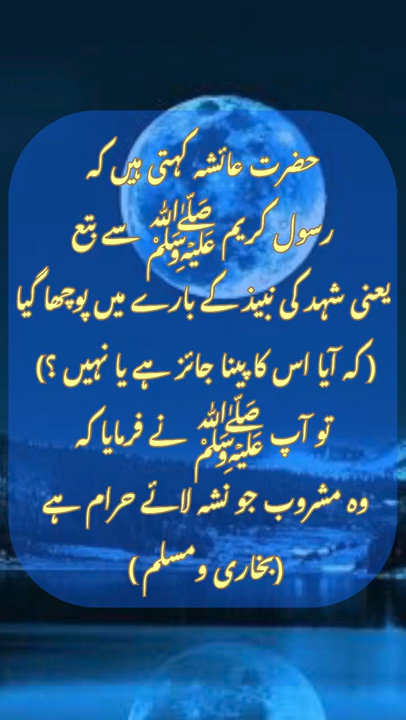 حضرت عائشہ کہتی ہیں کہ
رسول کریم ﷺ سے بتع
یعنی شہد کی نبیذ کے بارے میں پوچھا گیا
(کہ آیا اس کا پینا جائز ہے یا نہیں ؟)
تو آپ ﷺ نے فرمایا کہ
وہ مشروب جو نشہ لائے حرام ہے
(بخاری و مسلم )